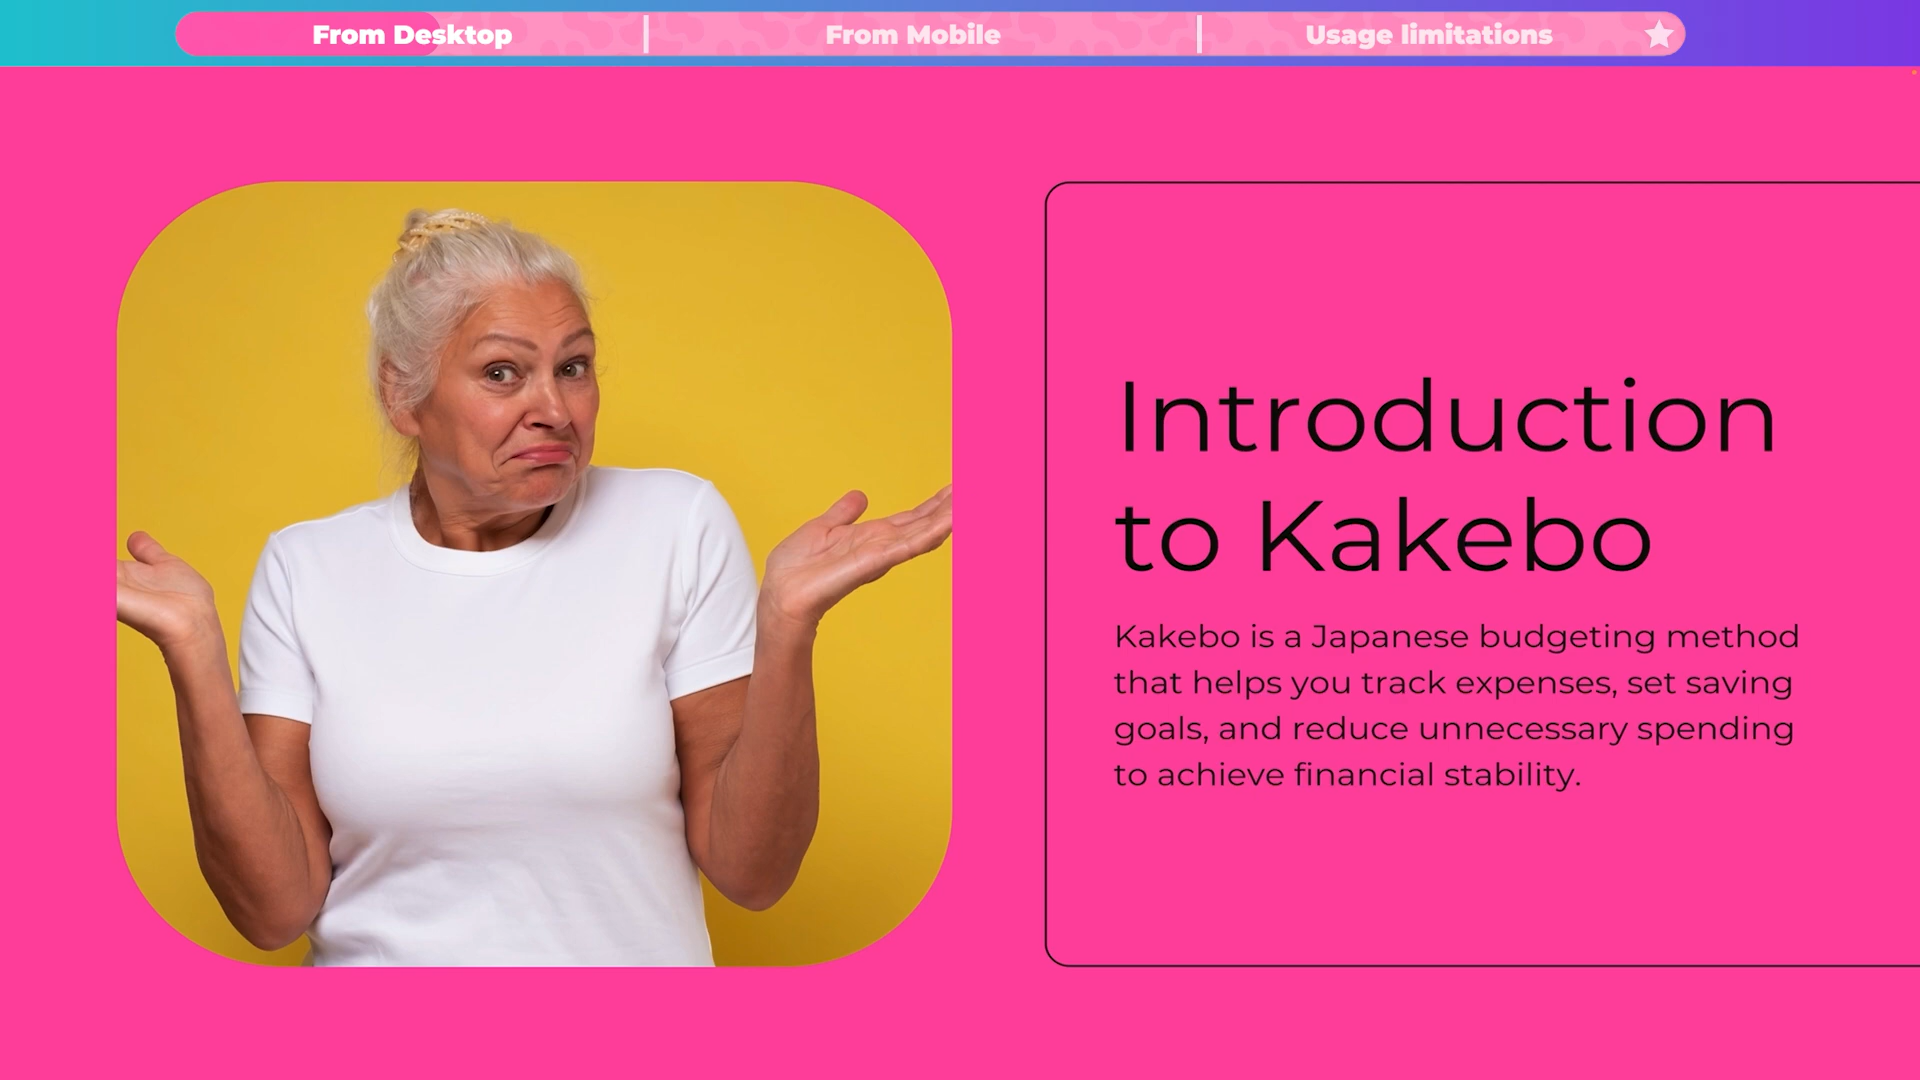 From Desktop
From Mobile
Usage limitations
Introduction
to Kakebo
Kakebo is a Japanese budgeting method
that helps you track expenses, set saving
goals, and reduce unnecessary spending
to achieve financial stability.